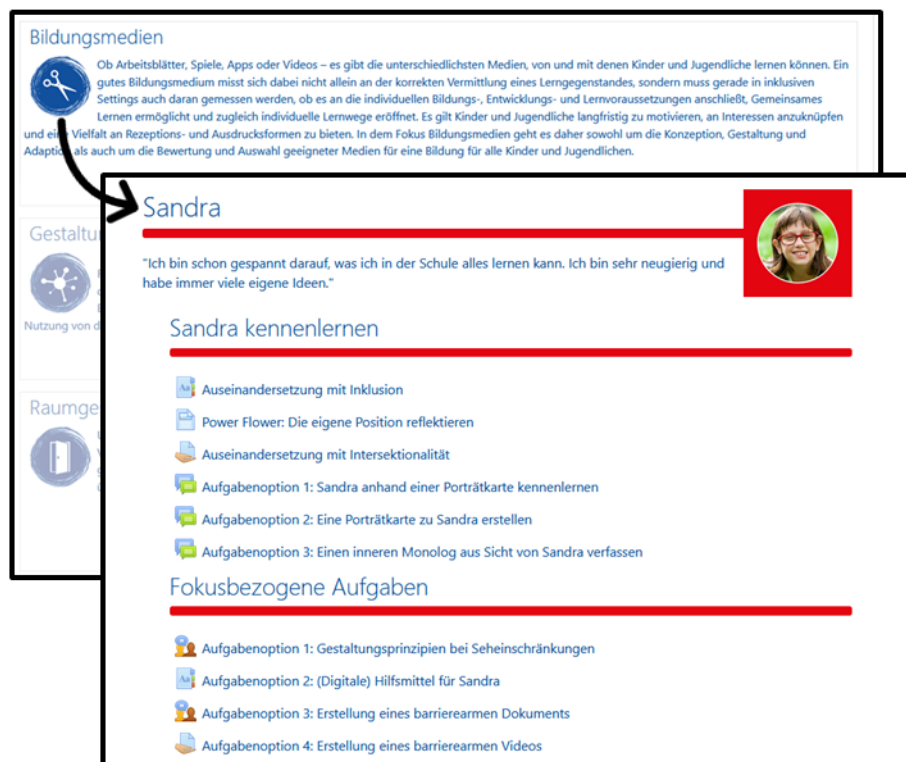 Bildungsmedien
Ob Arbeitsblätter, Spiele, Apps oder Videos – es gibt die unterschiedlichsten Medien, von und mit denen Kinder und Jugendliche lernen können. Ein
gutes Bildungsmedium misst sich dabei nicht allein an der korrekten Vermittlung eines Lerngegenstandes, sondern muss gerade in inklusiven
Settings auch daran gemessen werden, ob es an die individuellen Bildungs-, Entwicklungs- und Lernvoraussetzungen anschließt, Gemeinsames
Lernen ermöglicht und zugleich individuelle Lernwege eröffnet. Es gilt Kinder und Jugendliche langfristig zu motivieren, an Interessen anzuknüpfen
und eine Vielfalt an Rezeptions- und Ausdrucksformen zu bieten. In dem Fokus Bildungsmedien geht es daher sowohl um die Konzeption, Gestaltung und
Adaption als auch um die Bewertung und Auswahl geeigneter Medien für eine Bildung für alle Kinder und Jugendlichen.
Gestaltu
Nutzung von d
Raumge
Sandra
"Ich bin schon gespannt darauf, was ich in der Schule alles lernen kann. Ich bin sehr neugierig und
habe immer viele eigene Ideen."
Sandra kennenlernen
Auseinandersetzung mit Inklusion
Power Flower: Die eigene Position reflektieren
Auseinandersetzung mit Intersektionalität
Aufgabenoption 1: Sandra anhand einer Porträtkarte kennenlernen
Aufgabenoption 2: Eine Porträtkarte zu Sandra erstellen
Aufgabenoption 3: Einen inneren Monolog aus Sicht von Sandra verfassen
Fokusbezogene Aufgaben
Aufgabenoption 1: Gestaltungsprinzipien bei Seheinschränkungen
Aufgabenoption 2: (Digitale) Hilfsmittel für Sandra
Aufgabenoption 3: Erstellung eines barrierearmen Dokuments
Aufgabenoption 4: Erstellung eines barrierearmen Videos